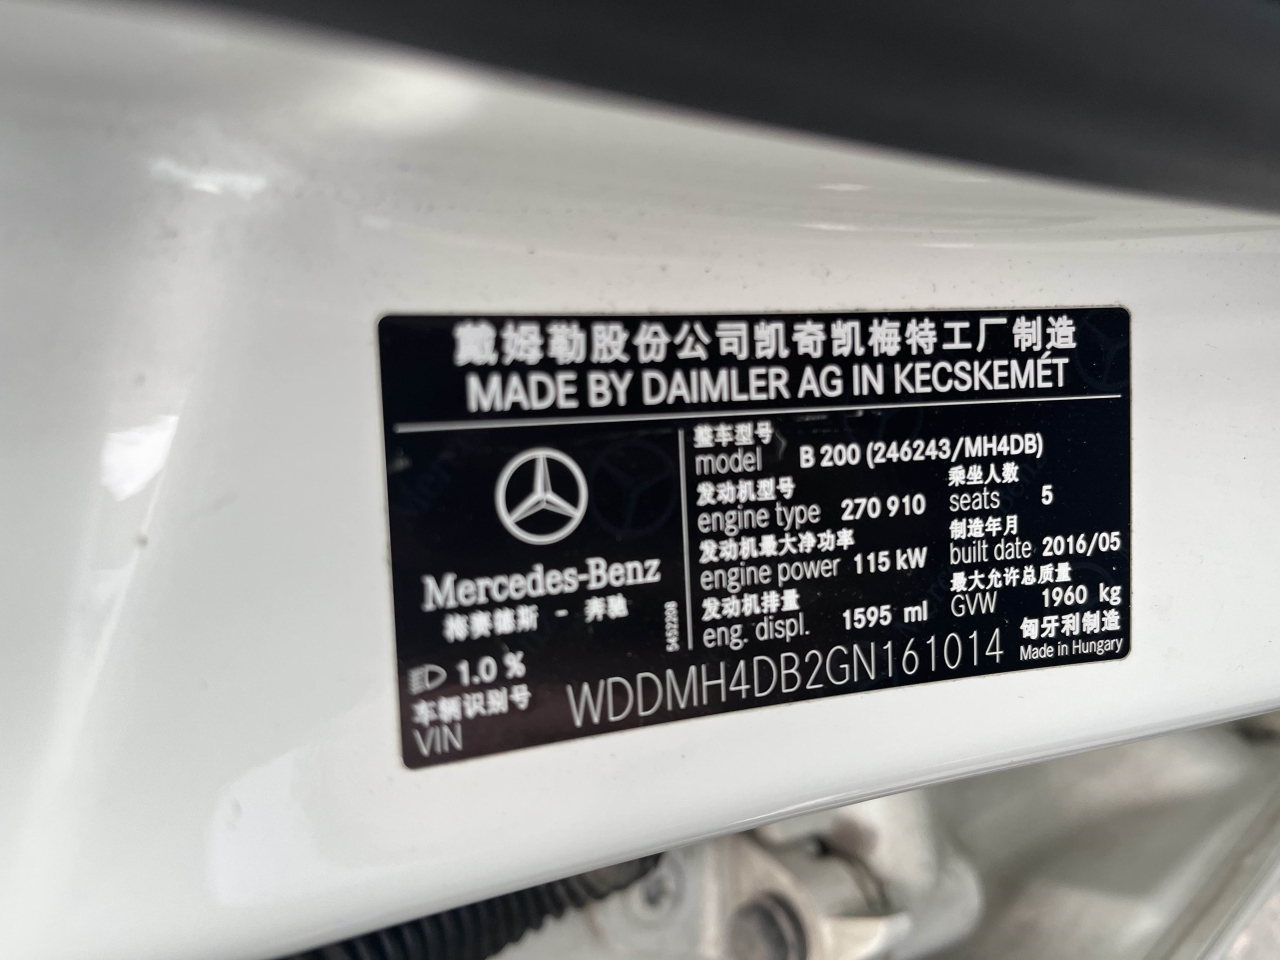 戴姆勒股份公司凯奇凯梅特工厂制造
MADE BY DAIMLER AG IN KECSKEMÉT
整车型号
model B 200 (246243/MH4DB)
发动机型号
engine type 270 910
乘坐人数
seats 5
发动机最大净功率
engine power 115 kW
制造年月
built date 2016/05
发动机排量
eng. displ. 1595 ml
最大允许总质量
GVW 1960 kg
Mercedes-Benz
梅赛德斯 - 奔驰
5452208
1.0 %
车辆识别号
VIN WDDMH4DB2GN161014
匈牙利制造
Made in Hungary